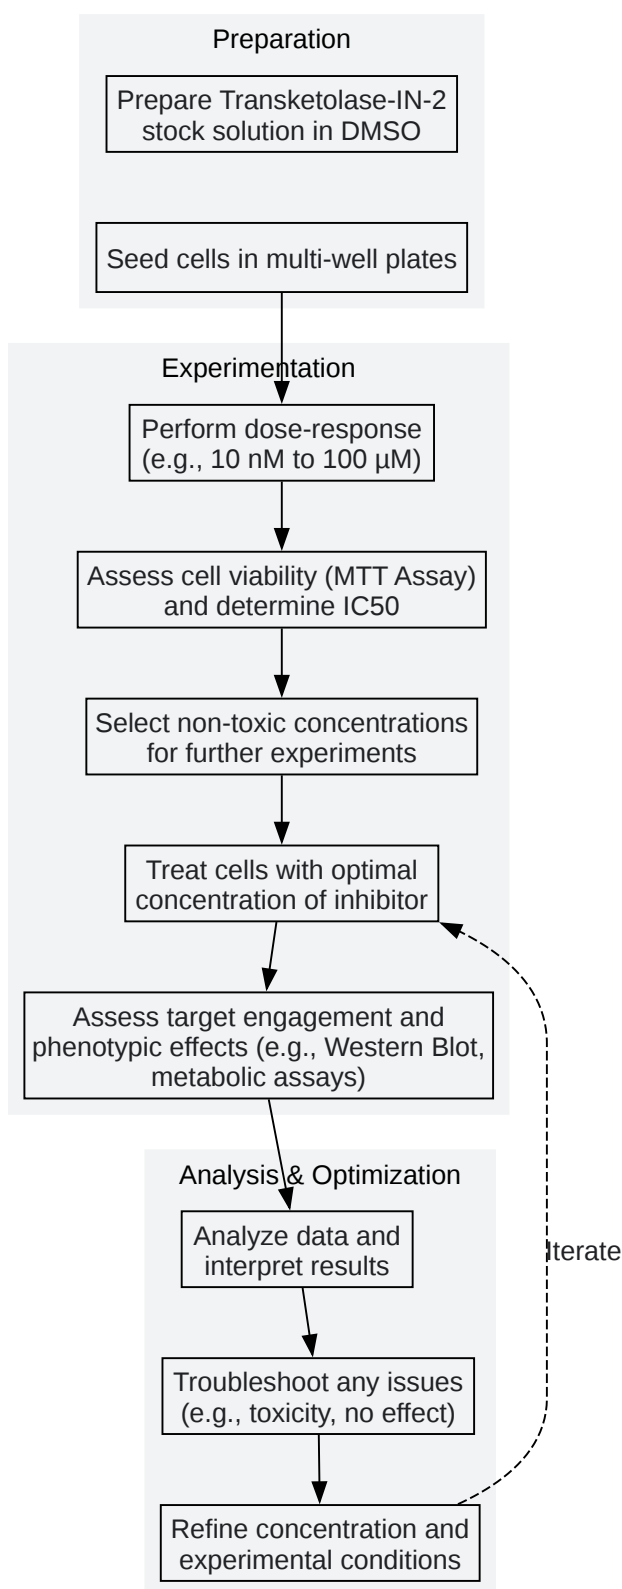 Preparation
Prepare Transketolase-IN-2
stock solution in DMSO
Seed cells in multi-well plates
Experimentation
Perform dose-response
(e.g., 10 nM to 100 µM)
Assess cell viability (MTT Assay)
and determine IC50
Select non-toxic concentrations
for further experiments
Treat cells with optimal
concentration of inhibitor
Assess target engagement and
phenotypic effects (e.g., Western Blot,
metabolic assays)
Analysis & Optimization
Analyze data and
interpret results
Iterate
Troubleshoot any issues
(e.g., toxicity, no effect)
Refine concentration and
experimental conditions